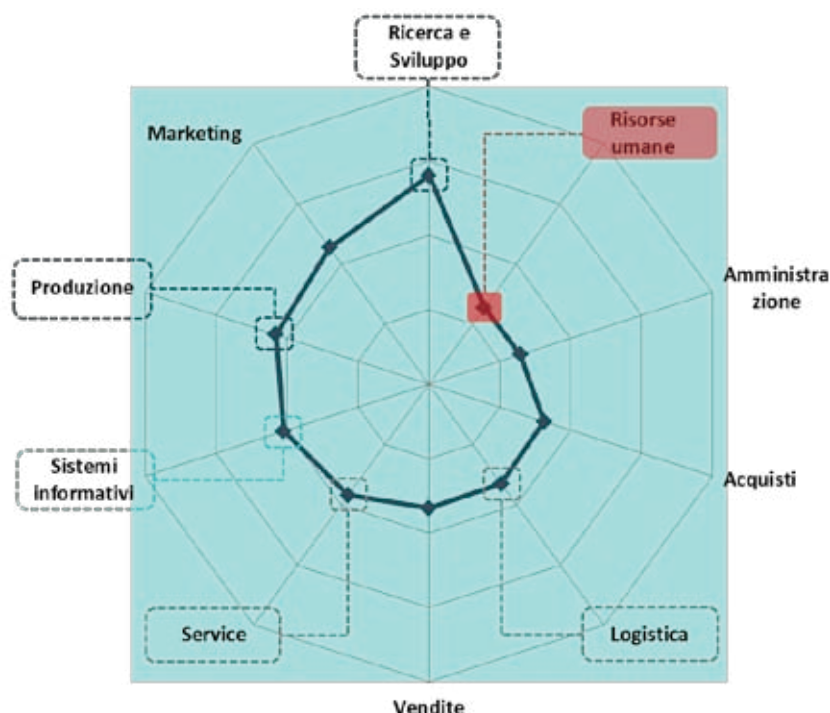 Ricerca e
Sviluppo
Marketing
Risorse
umane
Produzione
Amministra
zione
Sistemi
informativi
Acquisti
Service
Logistica
Vendite